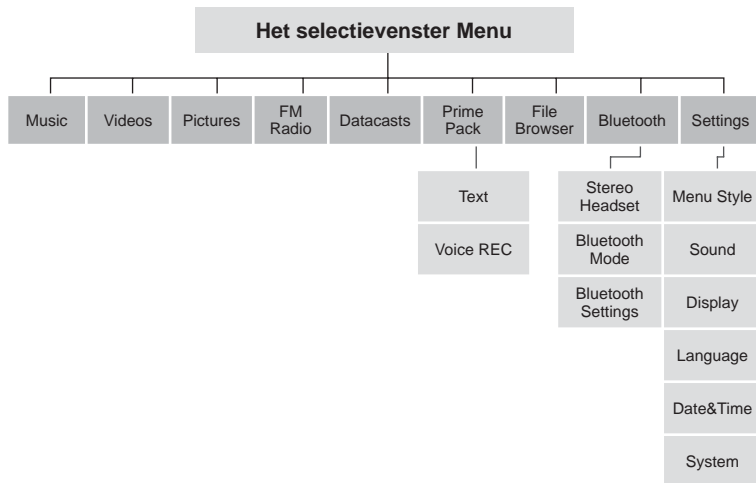 Het selectievenster Menu
Music
Videos
Pictures
FM
Radio
Datacasts
Prime
Pack
File
Browser
Bluetooth
Settings
Text
Voice REC
Stereo
Headset
Bluetooth
Mode
Bluetooth
Settings
Menu Style
Sound
Display
Language
Date&Time
System